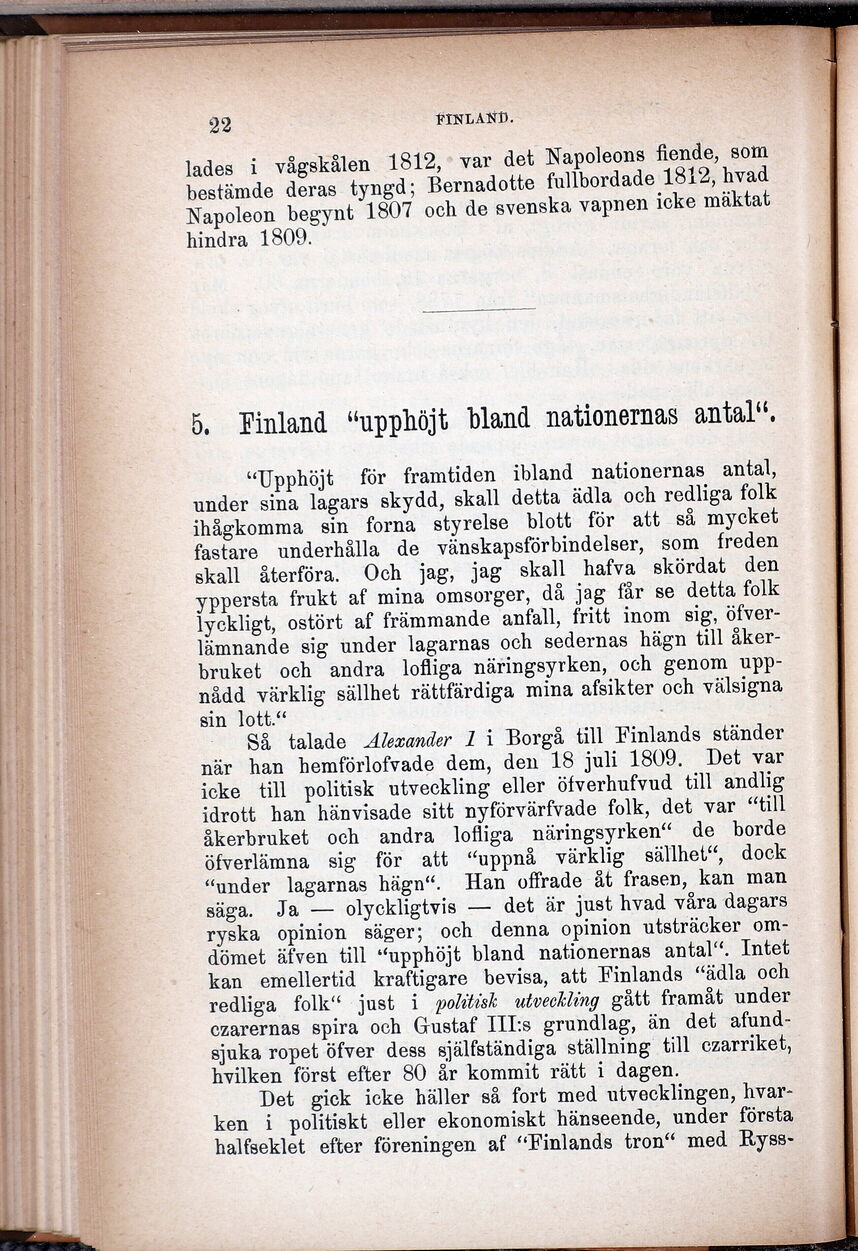 22
FINLAND.
lades i vågskålen 1812, var det Napoleons fiende, som
bestämde deras tyngd; Bernadotte fullbordade 1812, hvad
Napoleon begynt 1807 och de svenska vapnen icke mäktat
hindra 1809.
5. Finland “upphöjt bland nationernas antal“.
“Upphöjt för framtiden ibland nationernas antal,
under sina lagars skydd, skall detta ädla och redliga folk
ihågkomma sin forna styrelse blott för att så mycket
fastare underhålla de vänskapsförbindelser, som freden
skall återföra. Och jag, jag skall hafva skördat den
yppersta frukt af mina omsorger, då jag får se detta folk
lyckligt, ostört af främmande anfall, fritt inom sig, öfver-
lämnande sig under lagarnas och sedernas hägn till åker-
bruket och andra lofliga näringsyrken, och genom upp-
nådd värklig sällhet rättfärdiga mina afsikter och välsigna
sin lott.“
Så talade Alexander I i Borgå till Finlands ständer
när han hemförlofvade dem, den 18 juli 1809. Det var
icke till politisk utveckling eller öfverhufvud till andlig
idrott han hänvisade sitt nyförvärfvade folk, det var “till
åkerbruket och andra lofliga näringsyrken“ de borde
öfverlämna sig för att “uppnå värklig sällhet“, dock
“under lagarnas hägn“. Han offrade åt frasen, kan man
säga. Ja — olyckligtvis — det är just hvad våra dagars
ryska opinion säger; och denna opinion utsträcker om-
dömet äfven till “upphöjt bland nationernas antal“. Intet
kan emellertid kraftigare bevisa, att Finlands “ädla och
redliga folk“ just i politisk utveckling gått framåt under
czarernas spira och Gustaf III:s grundlag, än det afund-
sjuka ropet öfver dess själfständiga ställning till czarriket,
hvilken först efter 80 år kommit rätt i dagen.
Det gick icke häller så fort med utvecklingen, hvar-
ken i politiskt eller ekonomiskt hänseende, under första
halfseklet efter föreningen af “Finlands tron“ med Ryss-